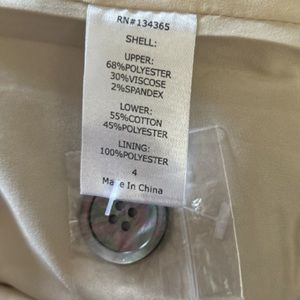 RN#134365
SHELL:
UPPER:
68%POLYESTER
30%VISCOSE
2%SPANDEX
LOWER:
55%COTTON
45%POLYESTER
LINING:
100%POLYESTER
4
Made In China